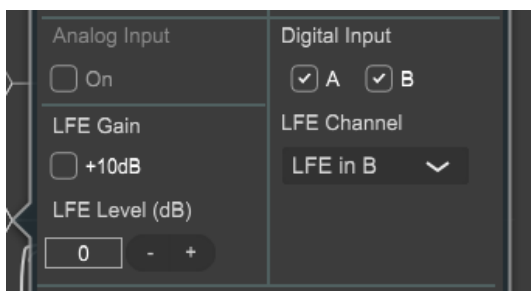 Analog Input
On
LFE Gain
+10dB
LFE Level (dB)
0 - +
Digital Input
A B
LFE Channel
LFE in B